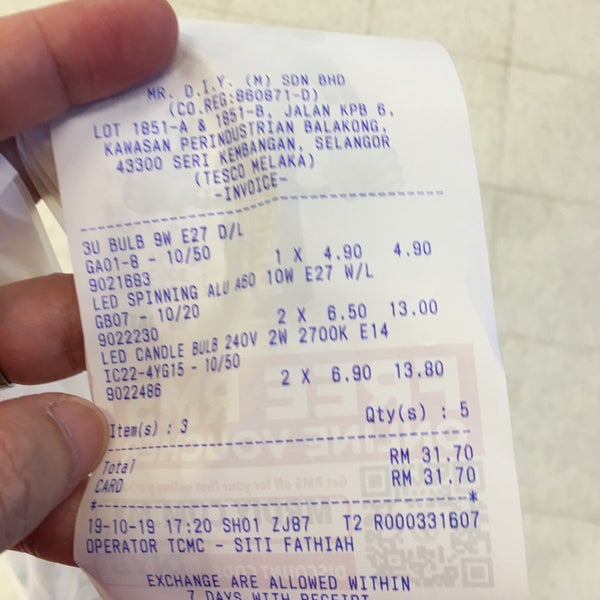 MR. D.I.Y. (M) SDN BHD
(CO.REG:860871-D)
LOT 1851-A & 1851-B, JALAN KPB 6,
KAWASAN PERINDUSTRIAN BALAKONG,
43300 SERI KEMBANGAN, SELANGOR
(TESCO MELAKA)
-INVOICE-
3U BULB 9W E27 D/L
GA01-8 - 10/50 1 X 4.90 4.90
9021683
LED SPINNING ALU A60 10W E27 W/L
GB07 - 10/20 2 X 6.50 13.00
9022230
LED CANDLE BULB 240V 2W 2700K E14
IC22-4YG15 - 10/50 2 X 6.90 13.80
9022486
Item(s) : 3 Qty(s) : 5
Total RM 31.70
CARD RM 31.70
19-10-19 17:20 SH01 ZJ87 T2 R000331607
OPERATOR TCMC - SITI FATHIAH
EXCHANGE ARE ALLOWED WITHIN
7 DAYS WITH RECEIPT